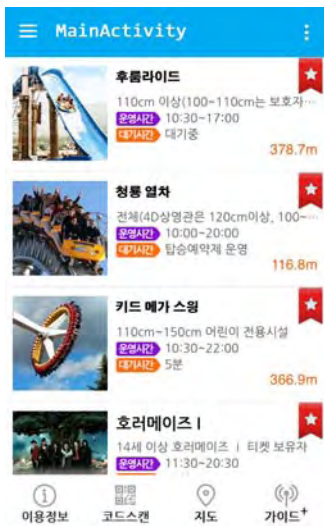 MainActivity
후룸라이드
110cm 이상(100~110cm는 보호자…
운영시간 10:30~17:00
대기시간 대기중
378.7m
청룡 열차
전체(4D상영관은 120cm이상, 100~…
운영시간 10:00~20:00
대기시간 탑승예약제 운영
116.8m
키드 메가 스윙
110cm~150cm 어린이 전용시설
운영시간 10:30~22:00
대기시간 5분
366.9m
호러메이즈 I
14세 이상 호러메이즈 I 티켓 보유자
운영시간 11:30~20:30
이용정보 코드스캔 지도 가이드+